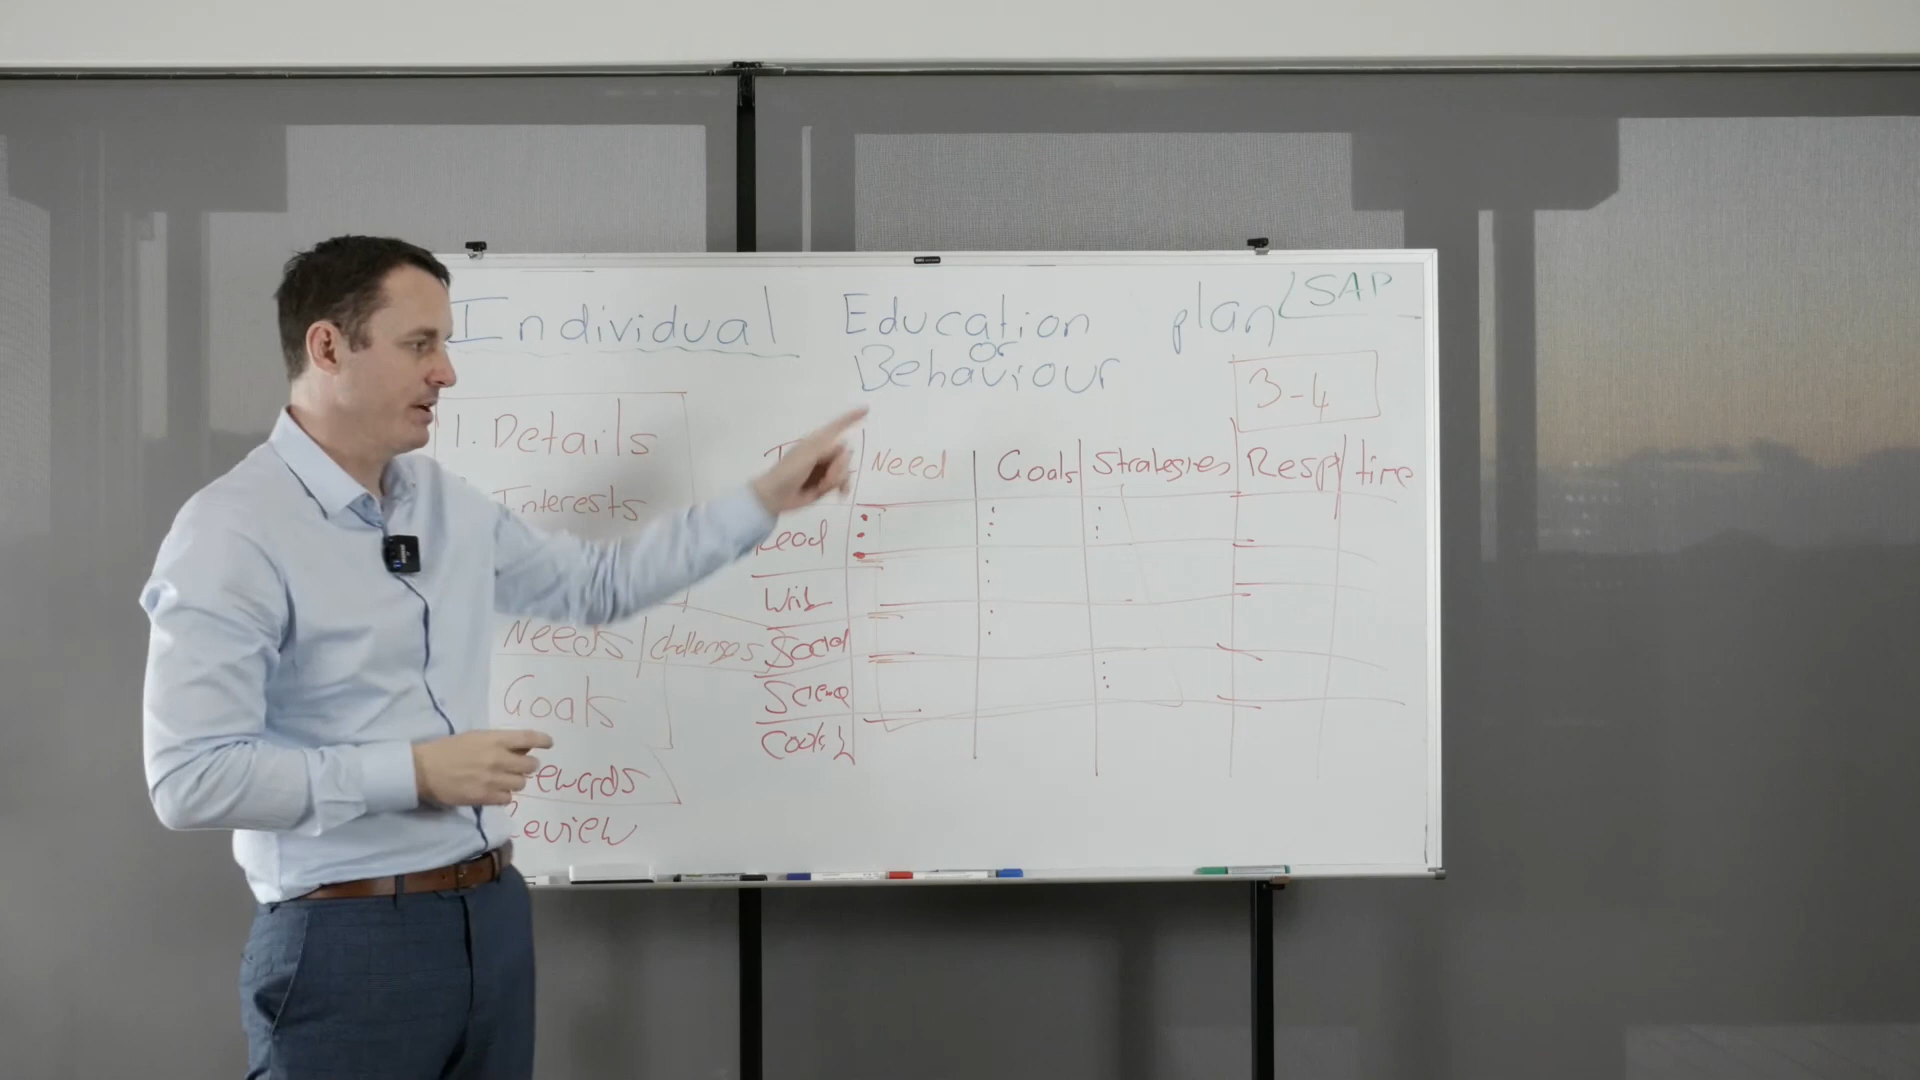 Individual Education plan SAP
or
Behaviour
3-4
1. Details
Interests
Needs/challenges
Goals
Rewards
Review
Need Goals Strategies Resp time
Read
Writ
Social